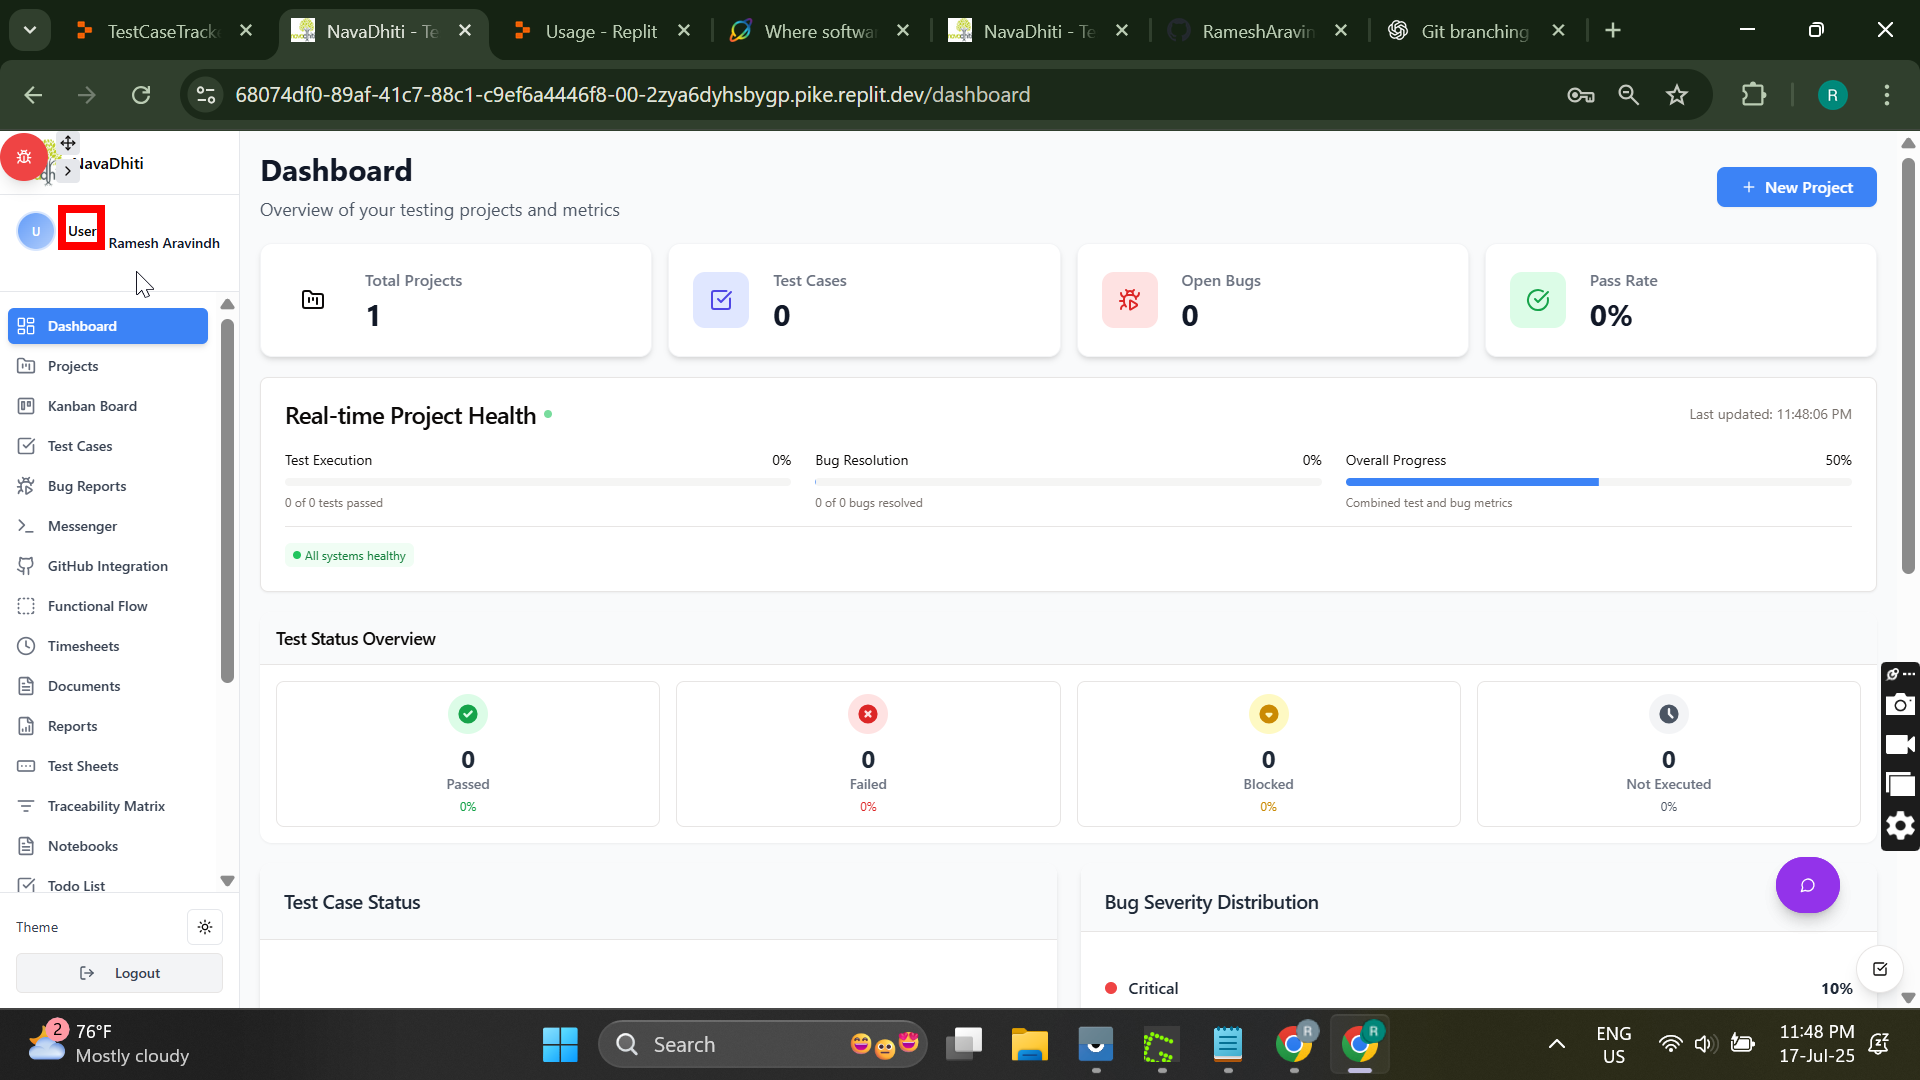 TestCaseTrack
NavaDhiti - Te
Usage - Replit
Where softwa
NavaDhiti - Te
RameshAravin
Git branching
68074df0-89af-41c7-88c1-c9ef6a4446f8-00-2zya6dyhsbygp.pike.replit.dev/dashboard
R
NavaDhiti
U
User
Ramesh Aravindh
Dashboard
Projects
Kanban Board
Test Cases
Bug Reports
Messenger
GitHub Integration
Functional Flow
Timesheets
Documents
Reports
Test Sheets
Traceability Matrix
Notebooks
Todo List
Theme
Logout
Dashboard
Overview of your testing projects and metrics
+ New Project
Total Projects
1
Test Cases
0
Open Bugs
0
Pass Rate
0%
Real-time Project Health
Last updated: 11:48:06 PM
Test Execution 0%
0 of 0 tests passed
Bug Resolution 0%
0 of 0 bugs resolved
Overall Progress 50%
Combined test and bug metrics
All systems healthy
Test Status Overview
0
Passed
0%
0
Failed
0%
0
Blocked
0%
0
Not Executed
0%
Test Case Status
Bug Severity Distribution
Critical 10%
2
76°F
Mostly cloudy
Search
R
R
ENG
US
11:48 PM
17-Jul-25